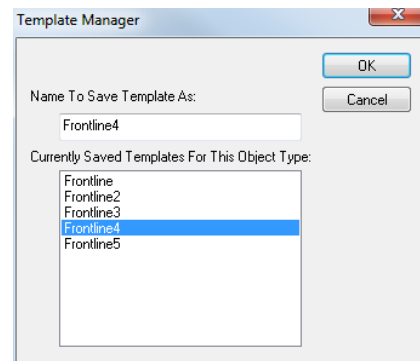 Template Manager
x
OK
Name To Save Template As:
Cancel
Frontline4
Currently Saved Templates For This Object Type:
Frontline
Frontline2
Frontline3
Frontline4
Frontline5